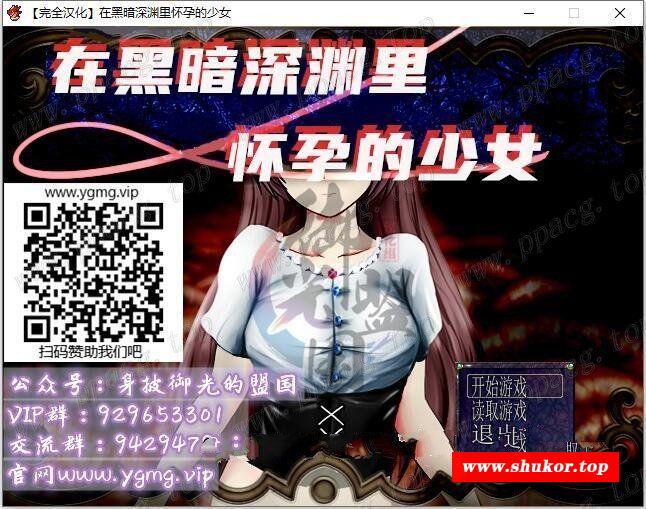 【完全汉化】在黑暗深渊里怀孕的少女
在黑暗深渊里
怀孕的少女
www.ygmg.vip
扫码赞助我们吧
公众号：身披御光的盟国
VIP群：929653301
交流群：942947
官网www.ygmg.vip
开始游戏
读取游戏
退 戏
www.shukor.top
www.ppacg.top